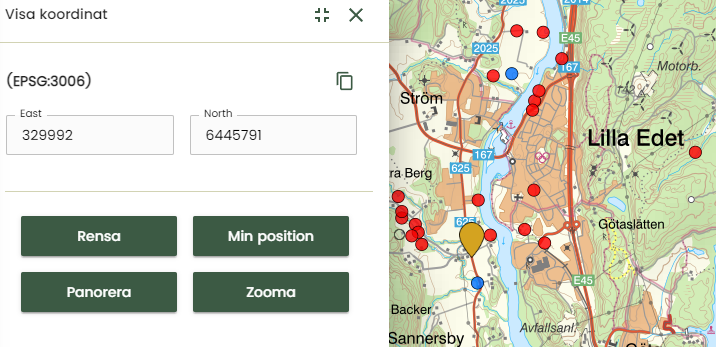 Visa koordinat
(EPSG:3006)
East
329992
North
6445791
Rensa
Min position
Panorera
Zooma
2025
2014
E45
2025
167
Motorb.
Ström
142
Lilla Edet
167
625
ra Berg
625
Götaslätten
E45
Backer
Avfallsanl.
Sannersby